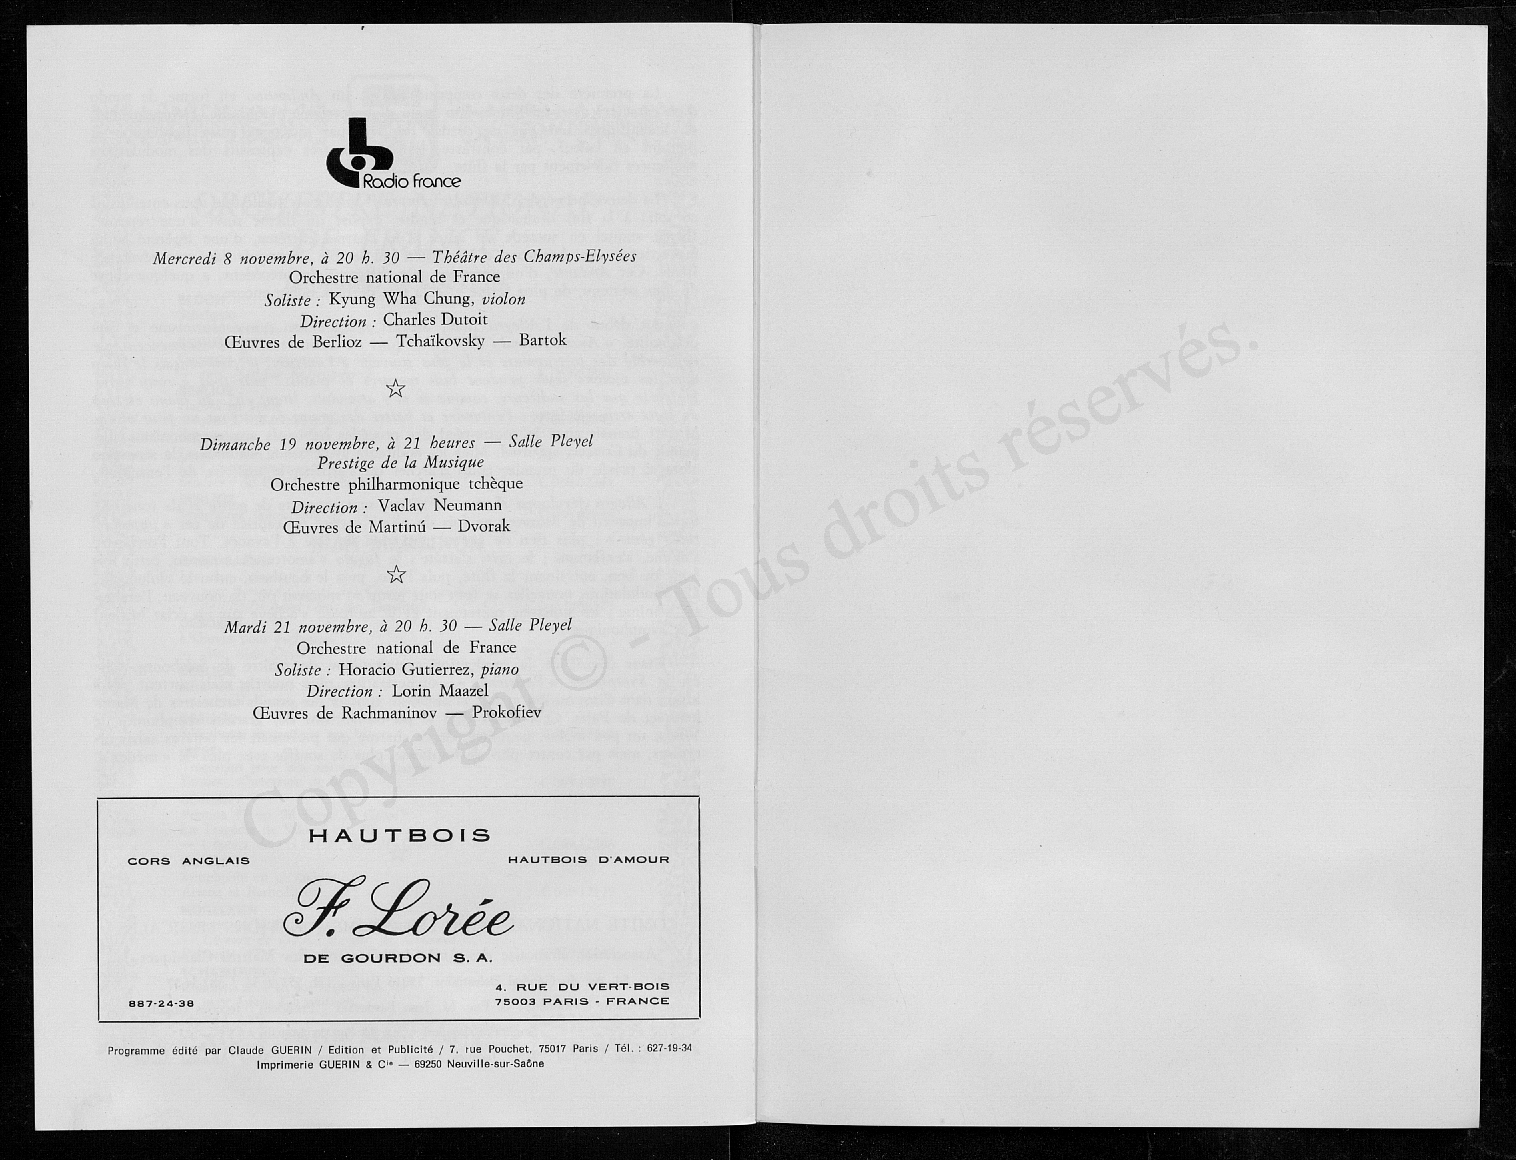 Radio france
Mercredi 8 novembre, à 20 h. 30 — Théâtre des Champs-Elysées
Orchestre national de France
Soliste : Kyung Wha Chung, violon
Direction : Charles Dutoit
Œuvres de Berlioz — Tchaïkovsky — Bartok
☆
Dimanche 19 novembre, à 21 heures — Salle Pleyel
Prestige de la Musique
Orchestre philharmonique tchèque
Direction : Vaclav Neumann
Œuvres de Martinú — Dvorak
☆
Mardi 21 novembre, à 20 h. 30 — Salle Pleyel
Orchestre national de France
Soliste : Horacio Gutierrez, piano
Direction : Lorin Maazel
Œuvres de Rachmaninov — Prokofiev
HAUTBOIS
CORS ANGLAIS HAUTBOIS D'AMOUR
F. Lorée
DE GOURDON S. A.
4. RUE DU VERT-BOIS
887-24-38 75003 PARIS - FRANCE
Programme édité par Claude GUERIN / Edition et Publicité / 7, rue Pouchet, 75017 Paris / Tél. : 627-19-34
Imprimerie GUERIN & Cie — 69250 Neuville-sur-Saône
Copyright © - Tous droits réservés.